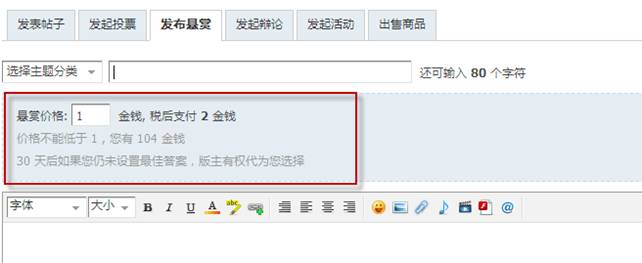 发表帖子 发起投票 发布悬赏 发起辩论 发起活动 出售商品
选择主题分类 还可输入 80 个字符
悬赏价格: 1 金钱, 税后支付 2 金钱
价格不能低于 1 , 您有 104 金钱
30 天后如果您仍未设置最佳答案，版主有权代为您选择
字体 大小 B I U A abc @